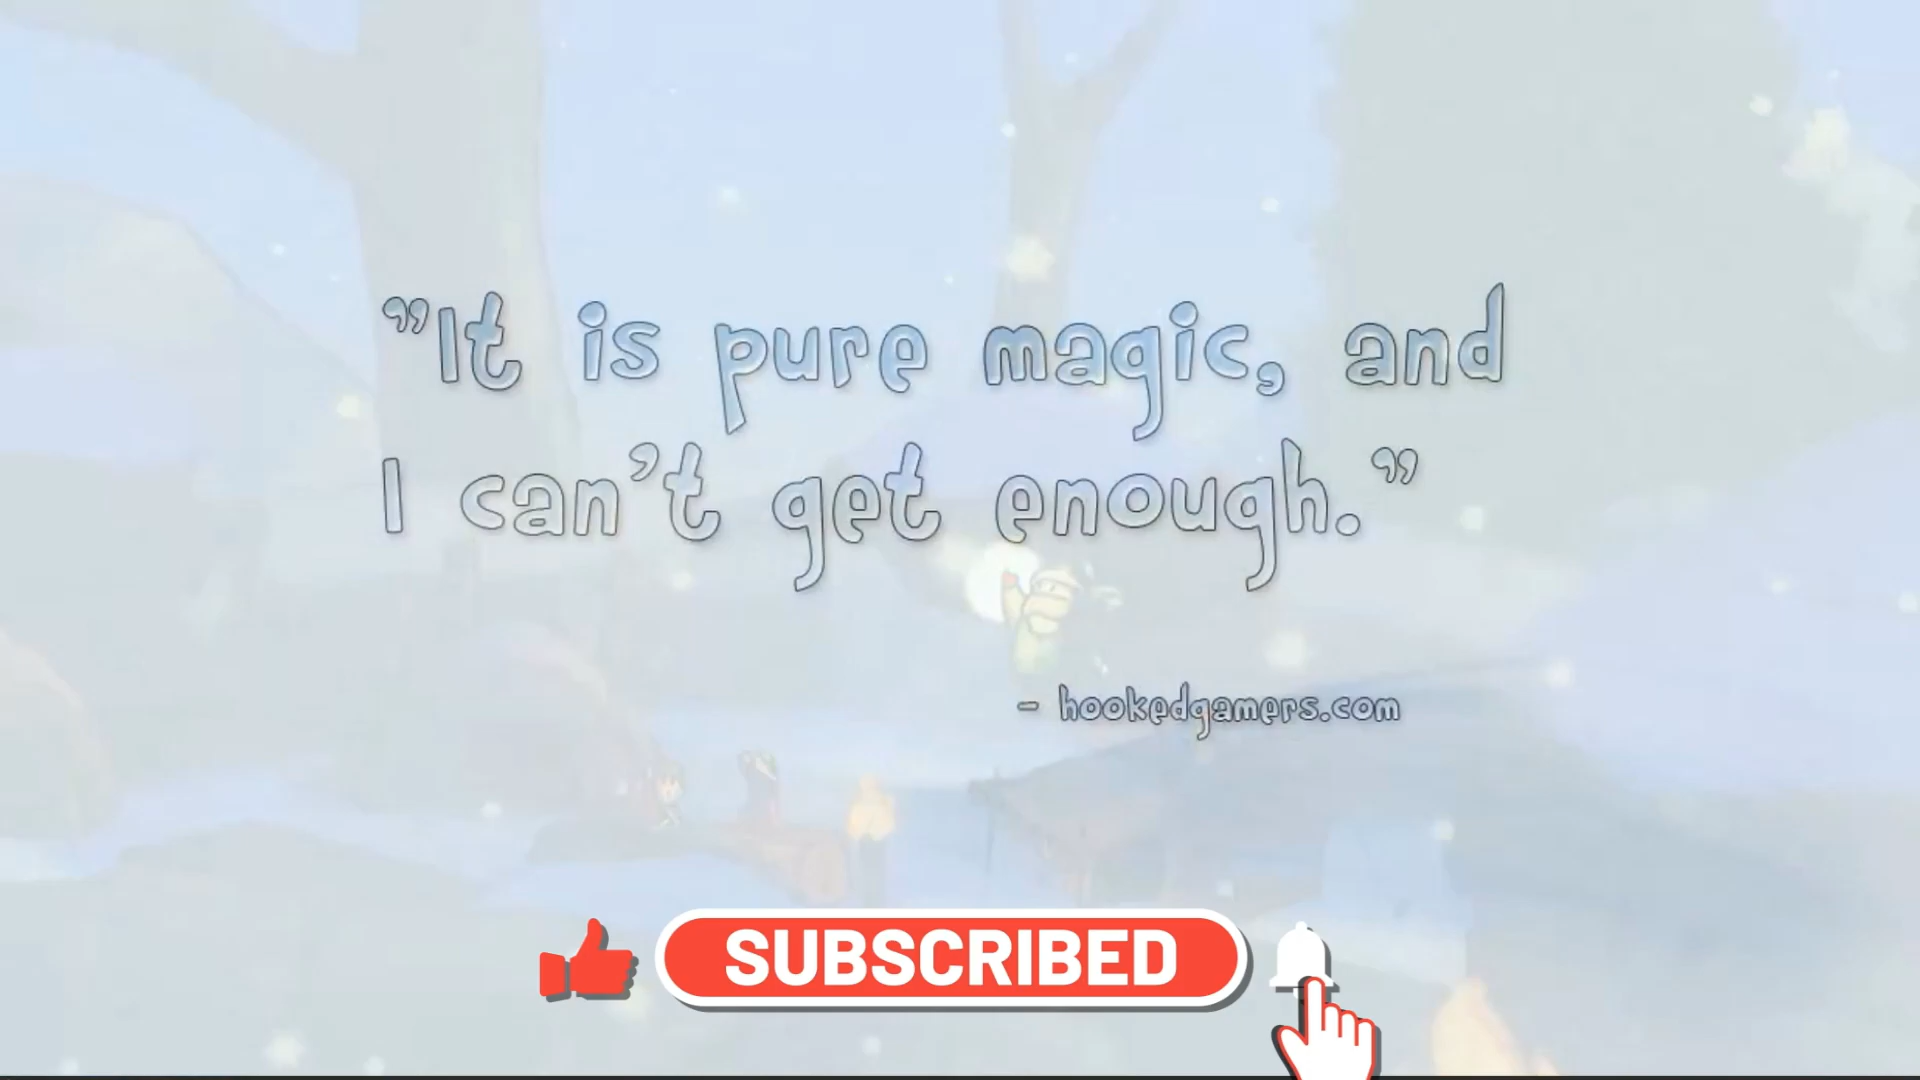 "It is pure magic, and
I can't get enough."
- hookedgamers.com
SUBSCRIBED